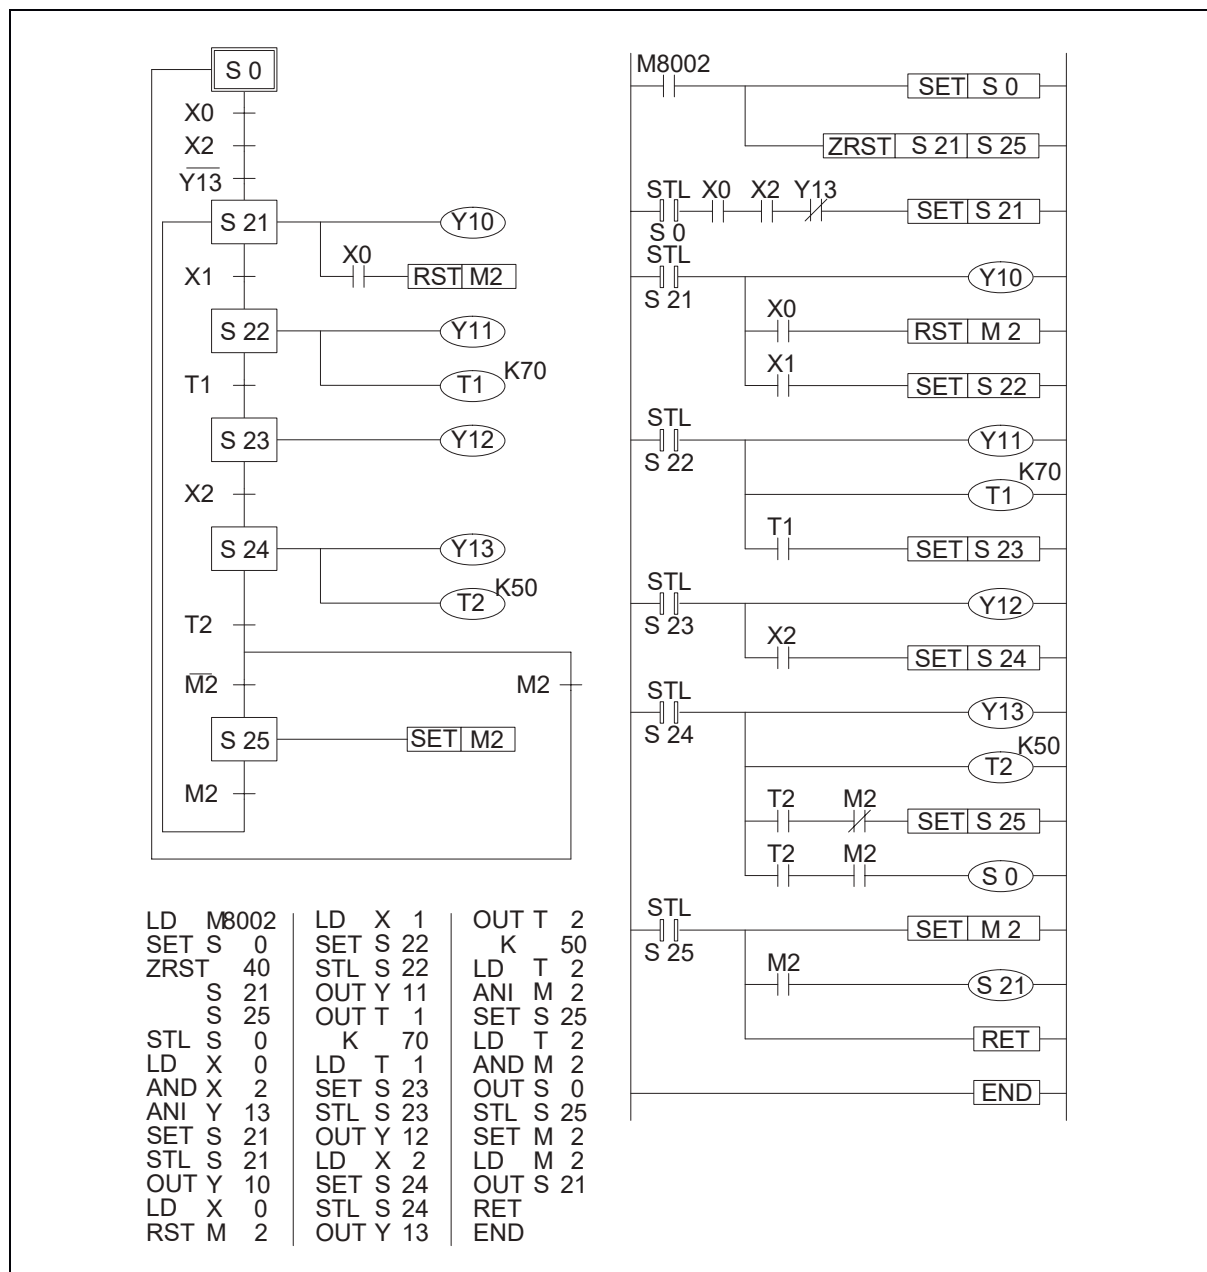 S 0
X0
X2
Y13
S 21
Y10
X0
RST M2
X1
S 22
Y11
T1
K70
T1
S 23
Y12
X2
S 24
Y13
T2
K50
T2
M2
M2
S 25
SET M2
M2
M8002
SET S 0
ZRST S 21 S 25
STL X0 X2 Y13
SET S 21
S 0
STL
Y10
S 21
X0
RST M 2
X1
SET S 22
STL
Y11
S 22
K70
T1
T1
SET S 23
STL
Y12
S 23
X2
SET S 24
STL
Y13
S 24
K50
T2
T2 M2
SET S 25
T2 M2
S 0
STL
SET M 2
S 25
M2
S 21
RET
END
LD M8002
SET S 0
ZRST 40
S 21
S 25
STL S 0
LD X 0
AND X 2
ANI Y 13
SET S 21
STL S 21
OUT Y 10
LD X 0
RST M 2
LD X 1
SET S 22
STL S 22
OUT Y 11
OUT T 1
K 70
LD T 1
SET S 23
STL S 23
OUT Y 12
LD X 2
SET S 24
STL S 24
OUT Y 13
OUT T 2
K 50
LD T 2
ANI M 2
SET S 25
LD T 2
AND M 2
OUT S 0
STL S 25
SET M 2
LD M 2
OUT S 21
RET
END